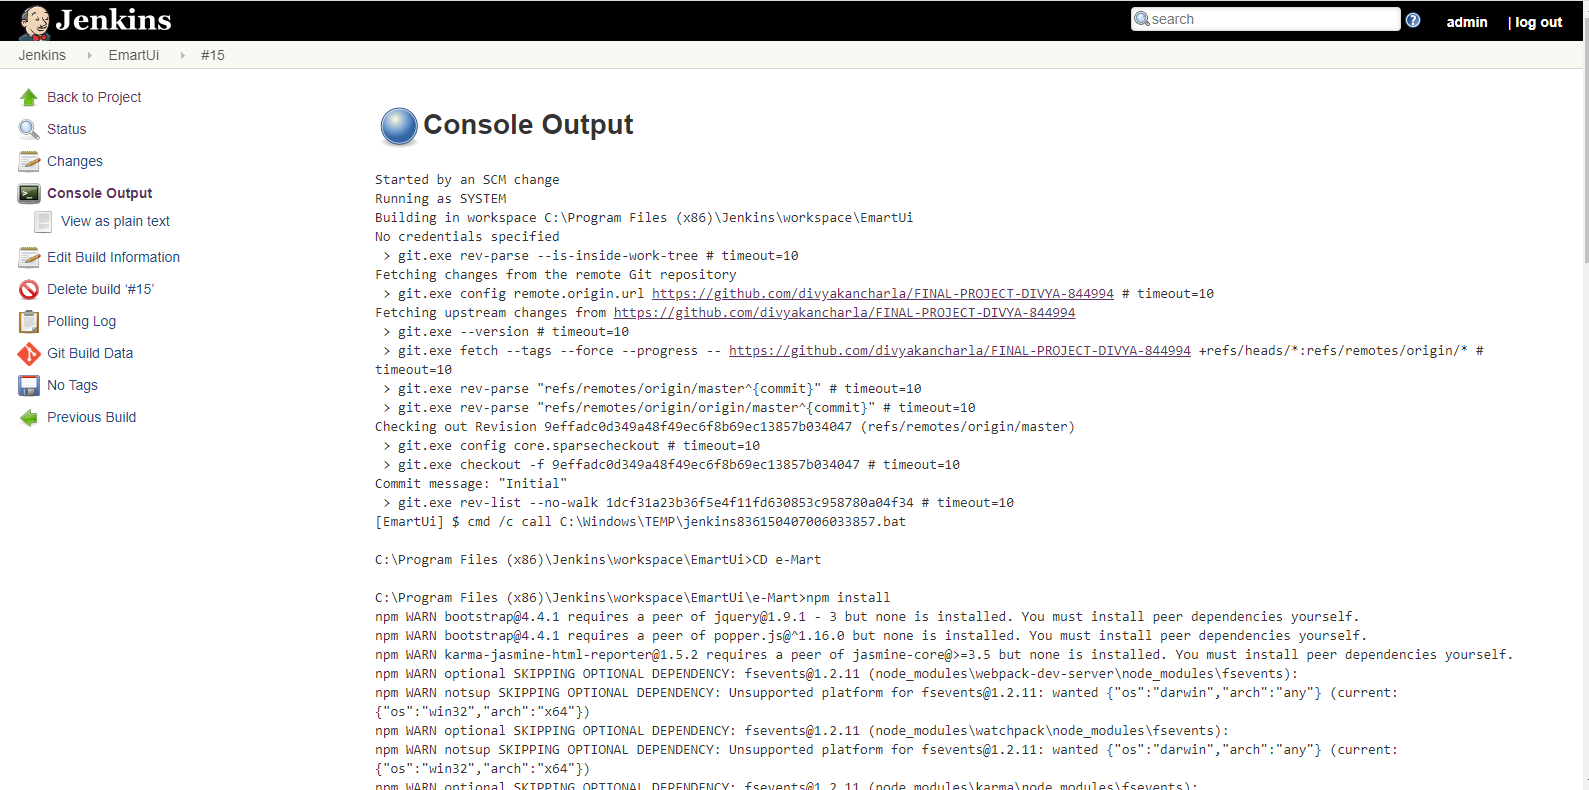 Jenkins
search
admin
| log out
Jenkins
EmartUi
#15
Back to Project
Status
Changes
Console Output
View as plain text
Edit Build Information
Delete build ‘#15’
Polling Log
Git Build Data
No Tags
Previous Build
Console Output
Started by an SCM change
Running as SYSTEM
Building in workspace C:\Program Files (x86)\Jenkins\workspace\EmartUi
No credentials specified
> git.exe rev-parse --is-inside-work-tree # timeout=10
Fetching changes from the remote Git repository
> git.exe config remote.origin.url https://github.com/divyakancharla/FINAL-PROJECT-DIVYA-844994 # timeout=10
Fetching upstream changes from https://github.com/divyakancharla/FINAL-PROJECT-DIVYA-844994
> git.exe --version # timeout=10
> git.exe fetch --tags --force --progress -- https://github.com/divyakancharla/FINAL-PROJECT-DIVYA-844994 +refs/heads/*:refs/remotes/origin/* #
timeout=10
> git.exe rev-parse "refs/remotes/origin/master^{commit}" # timeout=10
> git.exe rev-parse "refs/remotes/origin/origin/master^{commit}" # timeout=10
Checking out Revision 9effadc0d349a48f49ec6f8b69ec13857b034047 (refs/remotes/origin/master)
> git.exe config core.sparsecheckout # timeout=10
> git.exe checkout -f 9effadc0d349a48f49ec6f8b69ec13857b034047 # timeout=10
Commit message: "Initial"
> git.exe rev-list --no-walk 1dcf31a23b36f5e4f11fd630853c958780a04f34 # timeout=10
[EmartUi] $ cmd /c call C:\Windows\TEMP\jenkins836150407006033857.bat
C:\Program Files (x86)\Jenkins\workspace\EmartUi>CD e-Mart
C:\Program Files (x86)\Jenkins\workspace\EmartUi\e-Mart>npm install
npm WARN bootstrap@4.4.1 requires a peer of jquery@1.9.1 - 3 but none is installed. You must install peer dependencies yourself.
npm WARN bootstrap@4.4.1 requires a peer of popper.js@^1.16.0 but none is installed. You must install peer dependencies yourself.
npm WARN karma-jasmine-html-reporter@1.5.2 requires a peer of jasmine-core@>=3.5 but none is installed. You must install peer dependencies yourself.
npm WARN optional SKIPPING OPTIONAL DEPENDENCY: fsevents@1.2.11 (node_modules\webpack-dev-server\node_modules\fsevents):
npm WARN notsup SKIPPING OPTIONAL DEPENDENCY: Unsupported platform for fsevents@1.2.11: wanted {"os":"darwin","arch":"any"} (current:
{"os":"win32","arch":"x64"})
npm WARN optional SKIPPING OPTIONAL DEPENDENCY: fsevents@1.2.11 (node_modules\watchpack\node_modules\fsevents):
npm WARN notsup SKIPPING OPTIONAL DEPENDENCY: Unsupported platform for fsevents@1.2.11: wanted {"os":"darwin","arch":"any"} (current:
{"os":"win32","arch":"x64"})
npm WARN optional SKIPPING OPTIONAL DEPENDENCY: fsevents@1.2.11 (node_modules\karma\node_modules\fsevents):